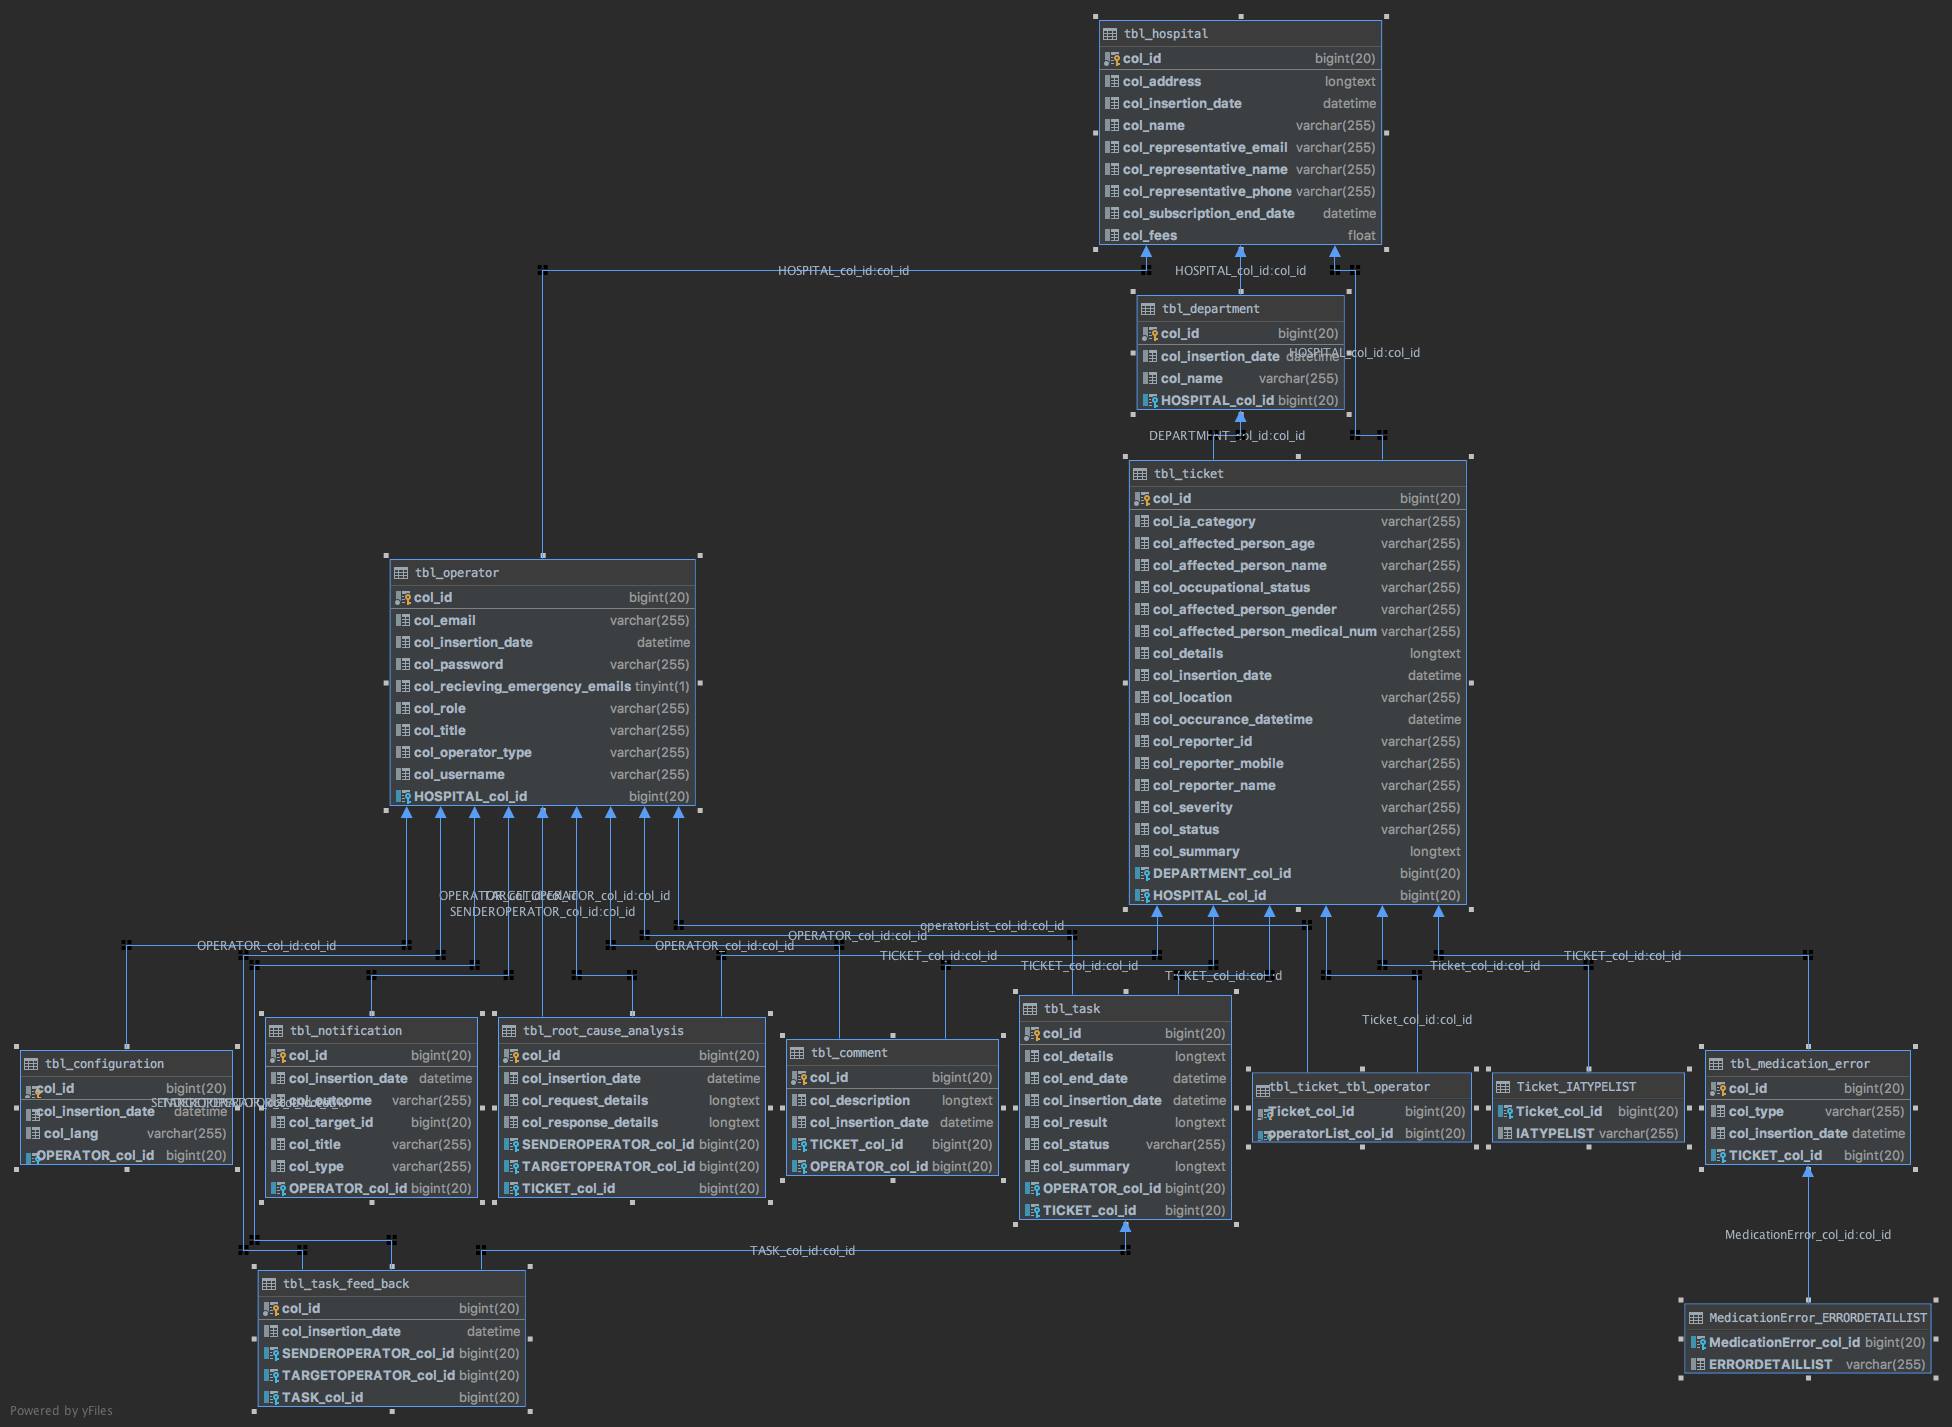 tbl_hospital
col_id bigint(20)
col_address longtext
col_insertion_date datetime
col_name varchar(255)
col_representative_email varchar(255)
col_representative_name varchar(255)
col_representative_phone varchar(255)
col_subscription_end_date datetime
col_fees float
HOSPITAL_col_id:col_id
HOSPITAL_col_id:col_id
tbl_department
col_id bigint(20)
col_insertion_date datetime
HOSPITAL_col_id:col_id
col_name varchar(255)
HOSPITAL_col_id bigint(20)
DEPARTMENT_col_id:col_id
tbl_ticket
col_id bigint(20)
col_ia_category varchar(255)
col_affected_person_age varchar(255)
col_affected_person_name varchar(255)
col_occupational_status varchar(255)
col_affected_person_gender varchar(255)
col_affected_person_medical_num varchar(255)
col_details longtext
col_insertion_date datetime
col_location varchar(255)
col_occurance_datetime datetime
col_reporter_id varchar(255)
col_reporter_mobile varchar(255)
col_reporter_name varchar(255)
col_severity varchar(255)
col_status varchar(255)
col_summary longtext
DEPARTMENT_col_id bigint(20)
HOSPITAL_col_id bigint(20)
tbl_operator
col_id bigint(20)
col_email varchar(255)
col_insertion_date datetime
col_password varchar(255)
col_recieving_emergency_emails tinyint(1)
col_role varchar(255)
col_title varchar(255)
col_operator_type varchar(255)
col_username varchar(255)
HOSPITAL_col_id bigint(20)
SENDEROPERATOR_col_id:col_id
operatorList_col_id:col_id
OPERATOR_col_id:col_id
OPERATOR_col_id:col_id
OPERATOR_col_id:col_id
TICKET_col_id:col_id
TICKET_col_id:col_id
TICKET_col_id:col_id
TICKET_col_id:col_id
Ticket_col_id:col_id
Ticket_col_id:col_id
tbl_configuration
col_id bigint(20)
col_insertion_date datetime
col_lang varchar(255)
OPERATOR_col_id bigint(20)
tbl_notification
col_id bigint(20)
col_insertion_date datetime
col_outcome varchar(255)
col_target_id bigint(20)
col_title varchar(255)
col_type varchar(255)
OPERATOR_col_id bigint(20)
tbl_root_cause_analysis
col_id bigint(20)
col_insertion_date datetime
col_request_details longtext
col_response_details longtext
SENDEROPERATOR_col_id bigint(20)
TARGETOPERATOR_col_id bigint(20)
TICKET_col_id bigint(20)
tbl_comment
col_id bigint(20)
col_description longtext
col_insertion_date datetime
TICKET_col_id bigint(20)
OPERATOR_col_id bigint(20)
tbl_task
col_id bigint(20)
col_details longtext
col_end_date datetime
col_insertion_date datetime
col_result longtext
col_status varchar(255)
col_summary longtext
OPERATOR_col_id bigint(20)
TICKET_col_id bigint(20)
tbl_ticket_tbl_operator
Ticket_col_id bigint(20)
operatorList_col_id bigint(20)
Ticket_IATYPELIST
Ticket_col_id bigint(20)
IATYPELIST varchar(255)
tbl_medication_error
col_id bigint(20)
col_type varchar(255)
col_insertion_date datetime
TICKET_col_id bigint(20)
MedicationError_col_id:col_id
TASK_col_id:col_id
tbl_task_feed_back
col_id bigint(20)
col_insertion_date datetime
SENDEROPERATOR_col_id bigint(20)
TARGETOPERATOR_col_id bigint(20)
TASK_col_id bigint(20)
MedicationError_ERRORDETAILLIST
MedicationError_col_id bigint(20)
ERRORDETAILLIST varchar(255)
Powered by yFiles